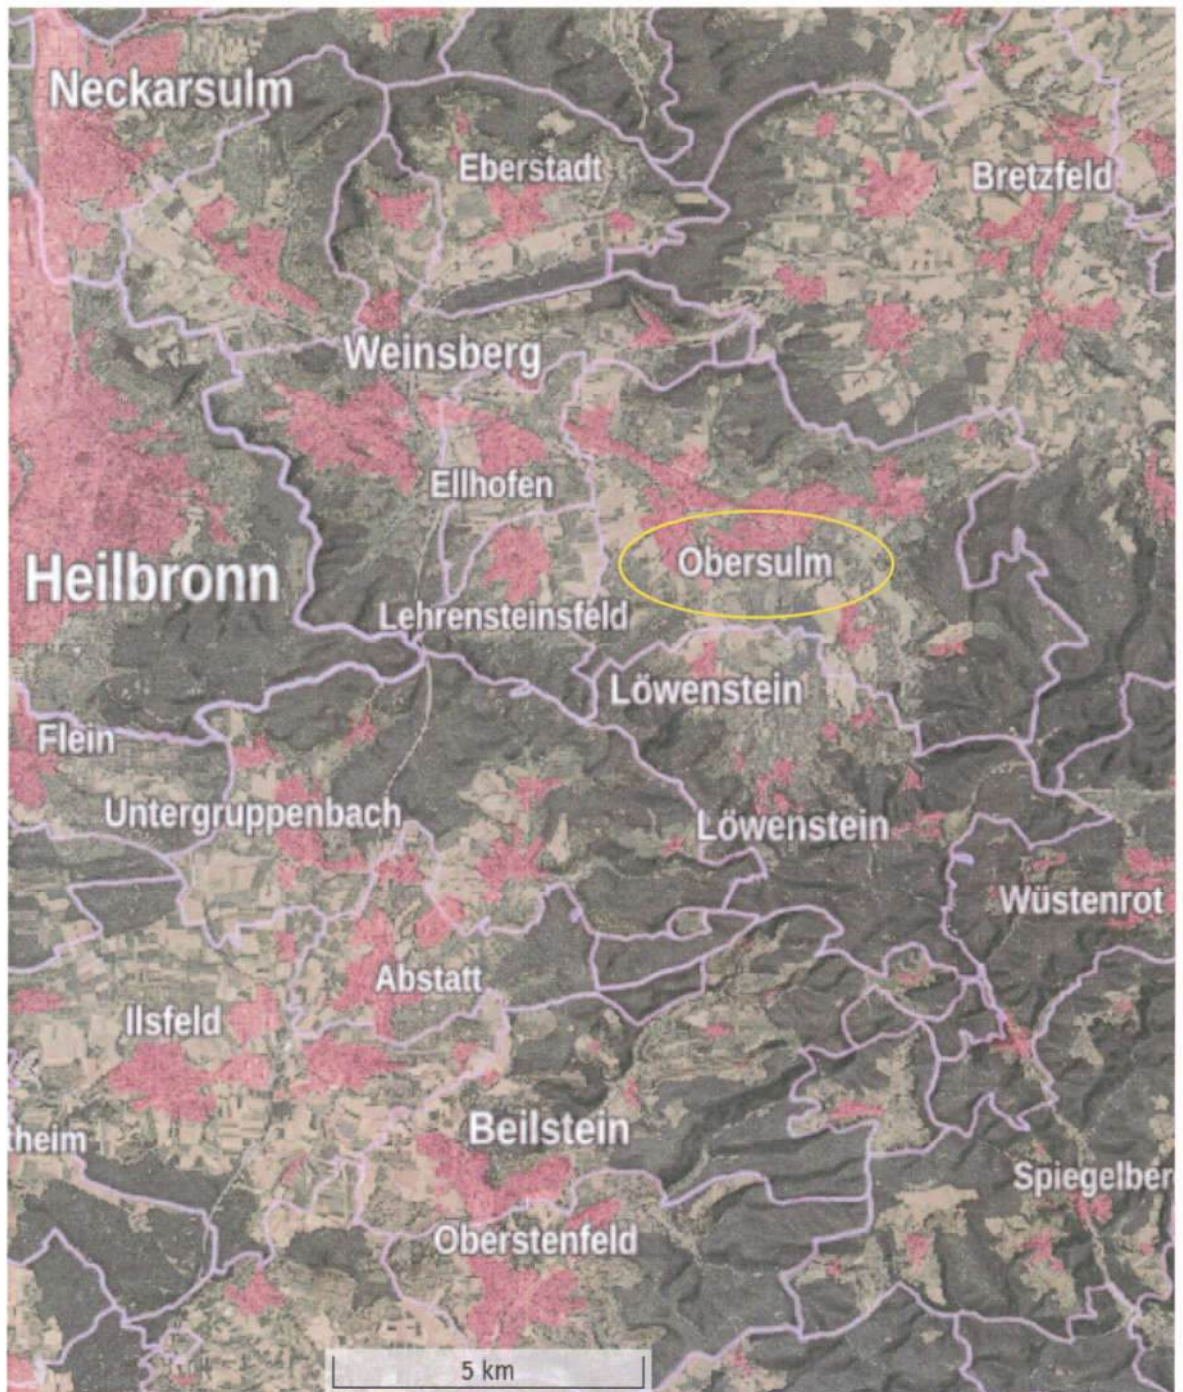 Neckarsulm
Eberstadt
Bretzfeld
Weinsberg
Ellhofen
Obersulm
Heilbronn
Lehrensteinsfeld
Löwenstein
Flein
Untergruppenbach
Löwenstein
Wüstenrot
Abstatt
Ilsfeld
Beilstein
theim
Spiegelber
Oberstenfeld
5 km